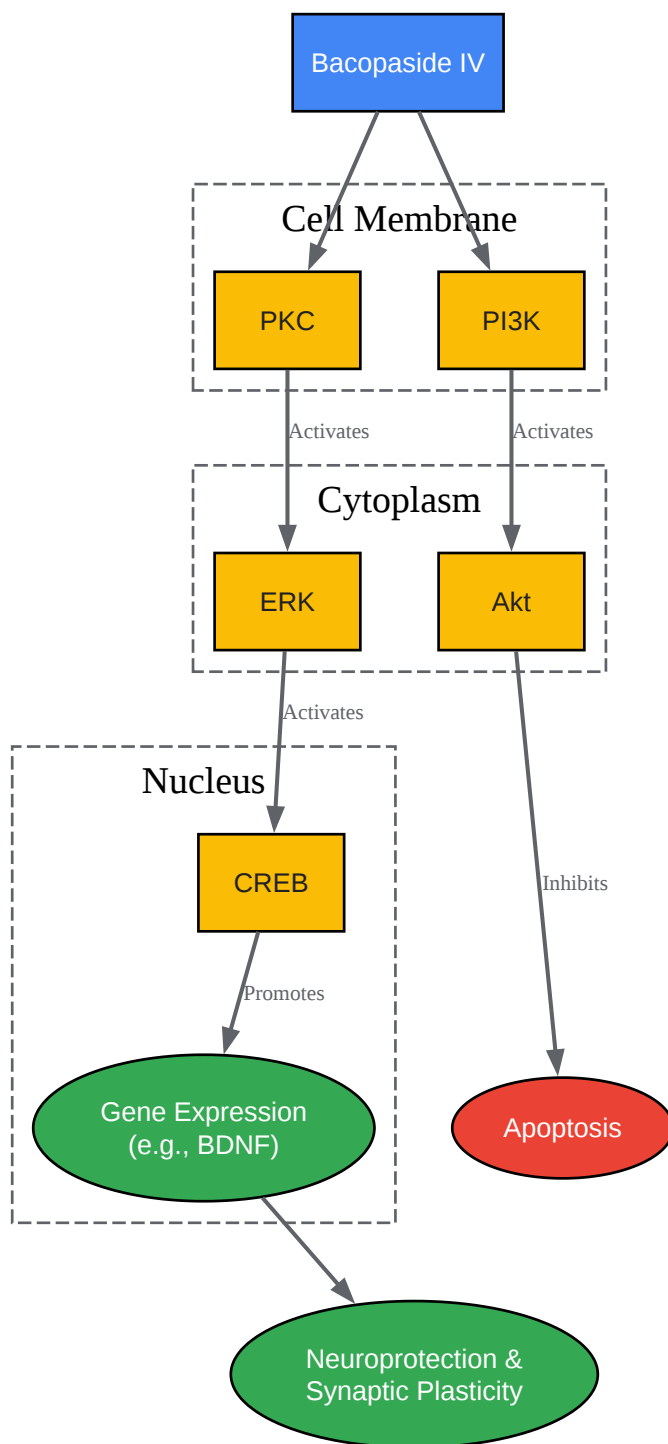 Bacopaside IV
Cell Membrane
PKC
PI3K
Activates
Activates
Cytoplasm
ERK
Akt
Activates
Nucleus
CREB
Inhibits
Promotes
Gene Expression
(e.g., BDNF)
Apoptosis
Neuroprotection &
Synaptic Plasticity